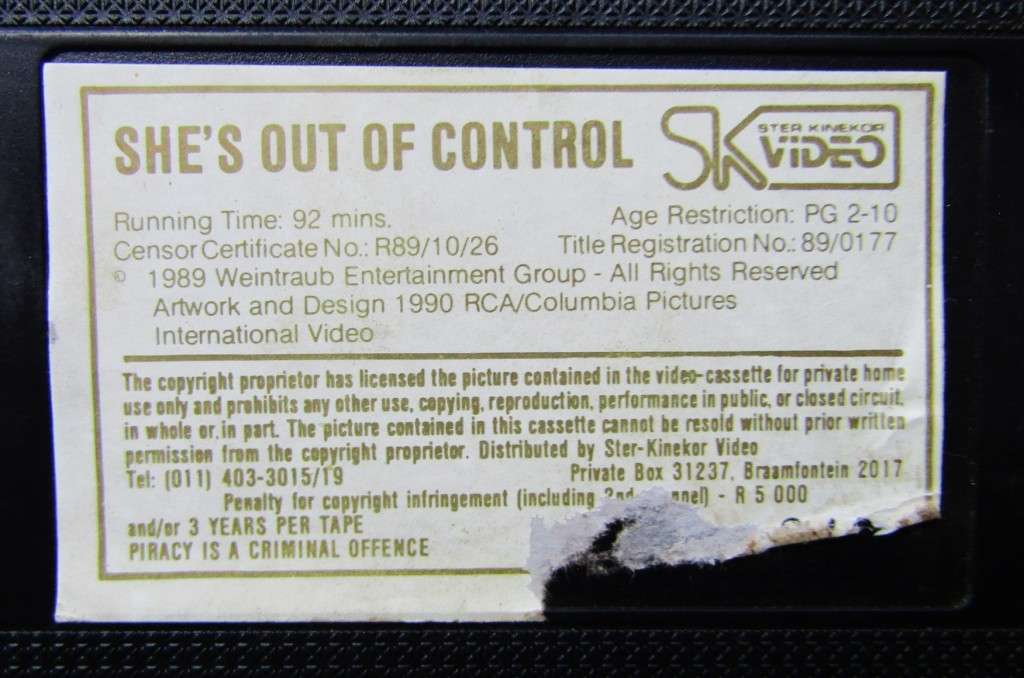 SHE'S OUT OF CONTROL
SK STER KINEKOR VIDEO
Running Time: 92 mins.
Age Restriction: PG 2-10
Censor Certificate No.: R89/10/26
Title Registration No.: 89/0177
© 1989 Weintraub Entertainment Group - All Rights Reserved
Artwork and Design 1990 RCA/Columbia Pictures
International Video
The copyright proprietor has licensed the picture contained in the video-cassette for private home
use only and prohibits any other use, copying, reproduction, performance in public, or closed circuit,
in whole or in part. The picture contained in this cassette cannot be resold without prior written
permission from the copyright proprietor. Distributed by Ster-Kinekor Video
Tel: (011) 403-3015/19
Private Box 31237, Braamfontein 2017
Penalty for copyright infringement (including 2nd - R 5 000
and/or 3 YEARS PER TAPE
PIRACY IS A CRIMINAL OFFENCE